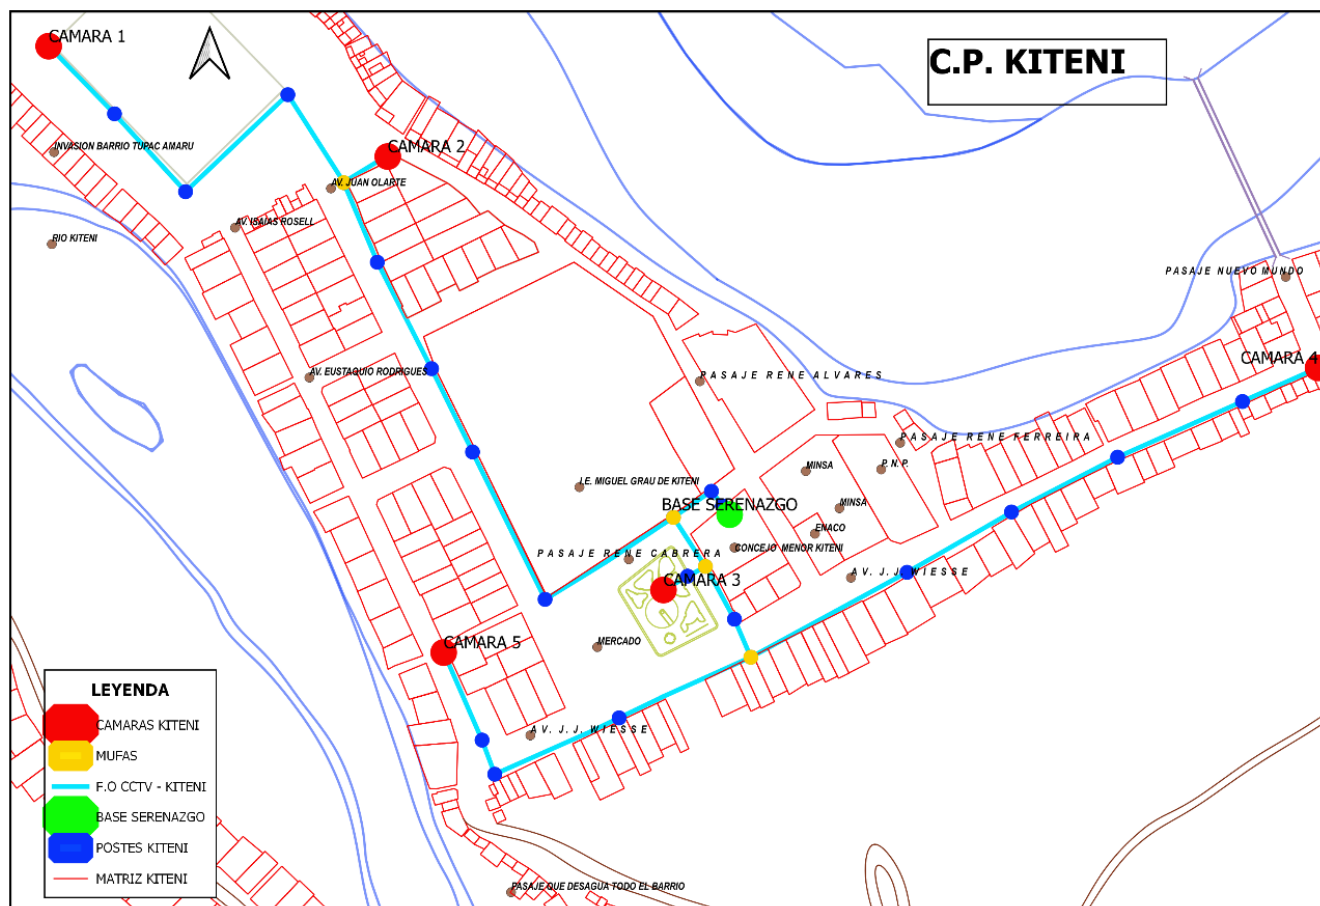 CAMARA 1
C.P. KITENI
INVASION BARRIO TUPAC AMARU
CAMARA 2
AV. JUAN OLARTE
AV. ISAIAS ROSELL
RIO KITENI
PASAJE NUEVO MUNDO
CAMARA 4
AV. EUSTAQUIO RODRIGUES
PASAJE RENE ALVARES
PASAJE RENE FERREIRA
MINSA
P.N.P.
I.E. MIGUEL GRAU DE KITENI
BASE SERENAZGO
MINSA
ENACO
CONCEJO MENOR KITENI
PASAJE RENE CABRERA
AV. J.J. WIESSE
CAMARA 3
MERCADO
CAMARA 5
AV. J.J. WIESSE
LEYENDA
CAMARAS KITENI
MUFAS
F.O CCTV - KITENI
BASE SERENAZGO
POSTES KITENI
MATRIZ KITENI
PASAJE QUE DESAGUA TODO EL BARRIO